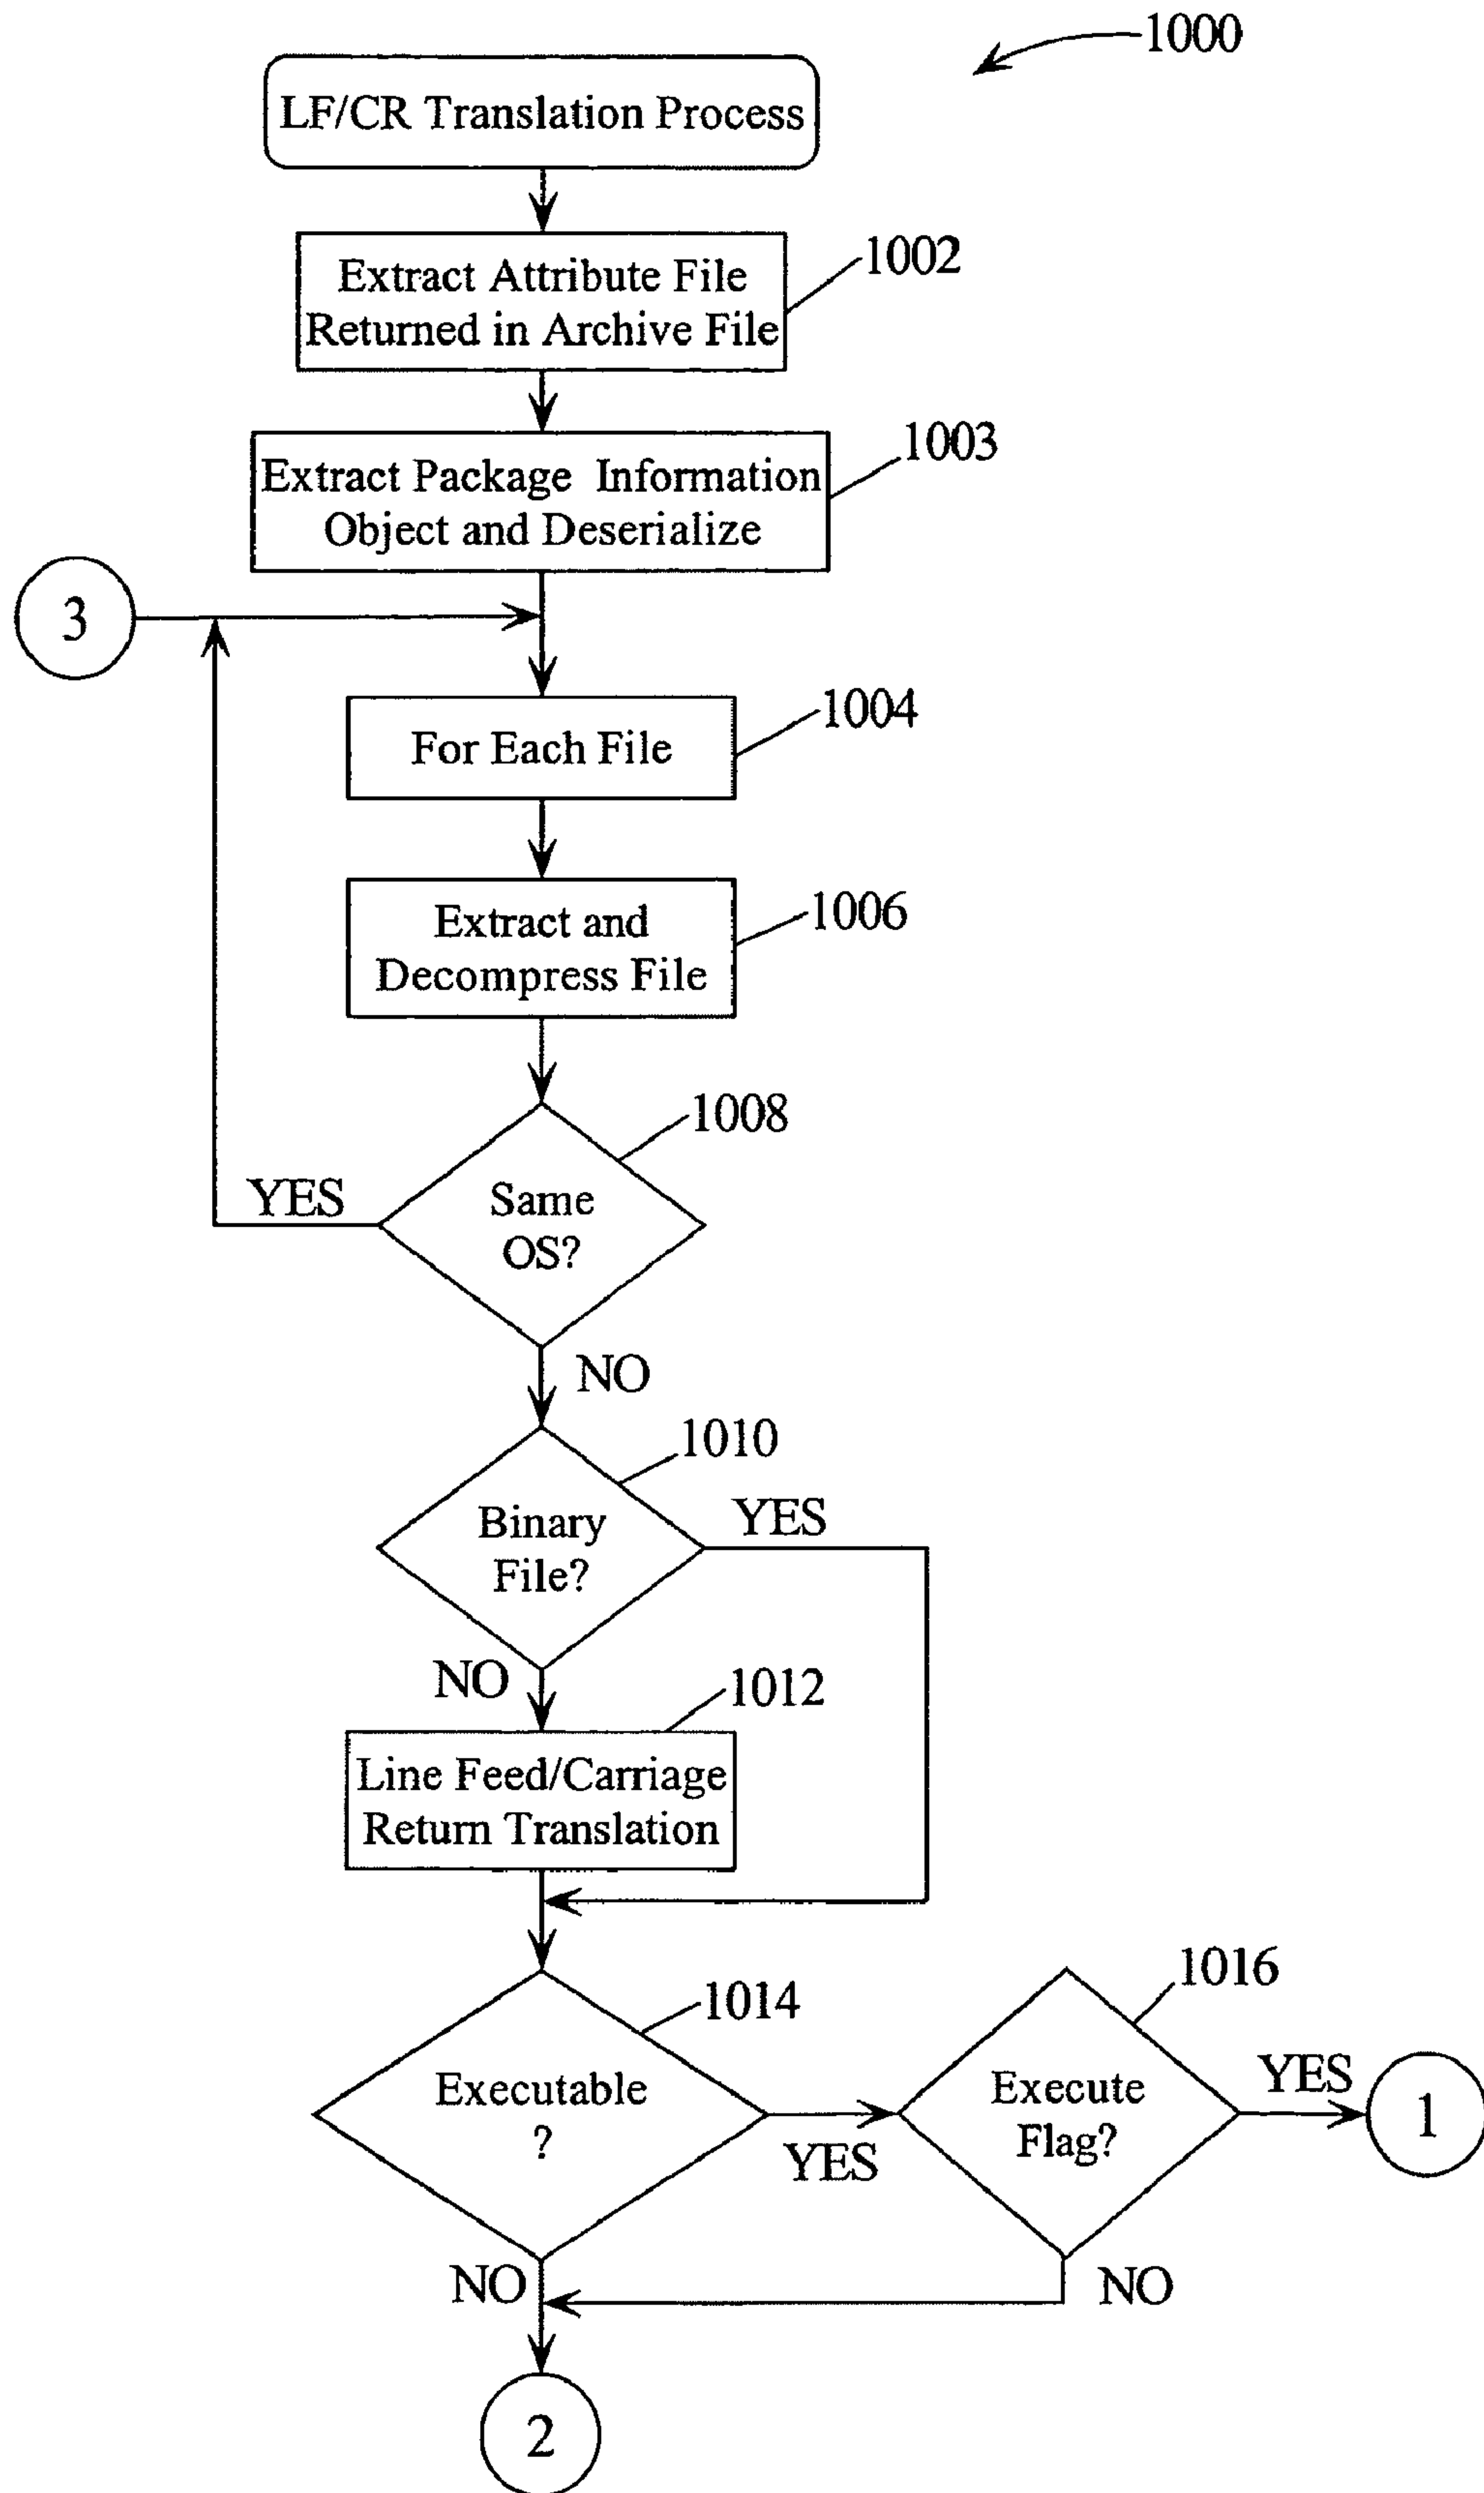 1000
LF/CR Translation Process
1002
Extract Attribute File
Returned in Archive File
1003
Extract Package Information
Object and Deserialize
3
1004
For Each File
1006
Extract and
Decompress File
1008
YES
Same
OS?
NO
1010
Binary
File?
YES
NO
1012
Line Feed/Carriage
Return Translation
1014
1016
Executable
?
YES
Execute
Flag?
YES
1
NO
NO
2